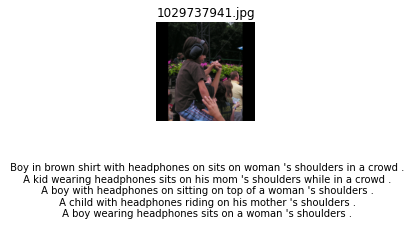 1029737941.jpg
Boy in brown shirt with headphones on sits on woman 's shoulders in a crowd .
A kid wearing headphones sits on his mom 's shoulders while in a crowd .
A boy with headphones on sitting on top of a woman 's shoulders .
A child with headphones riding on his mother 's shoulders .
A boy wearing headphones sits on a woman 's shoulders .